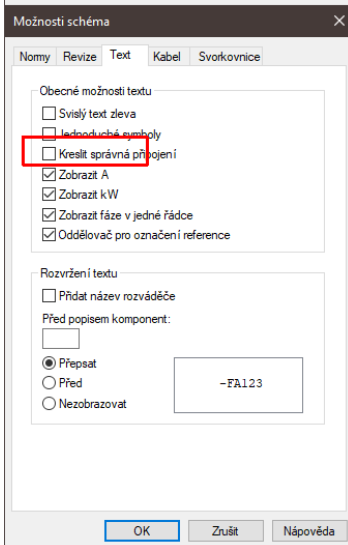 Možnosti schéma
Normy Revize Text Kabel Svorkovnice
Obecné možnosti textu
Svislý text zleva
Jednoduché symboly
Kreslit správná připojení
Zobrazit A
Zobrazit kW
Zobrazit fáze v jedné řádce
Oddělovač pro označení reference
Rozvržení textu
Přidat název rozváděče
Před popisem komponent:
Přepsat
Před
Nezobrazovat
-FA123
OK Zrušit Nápověda